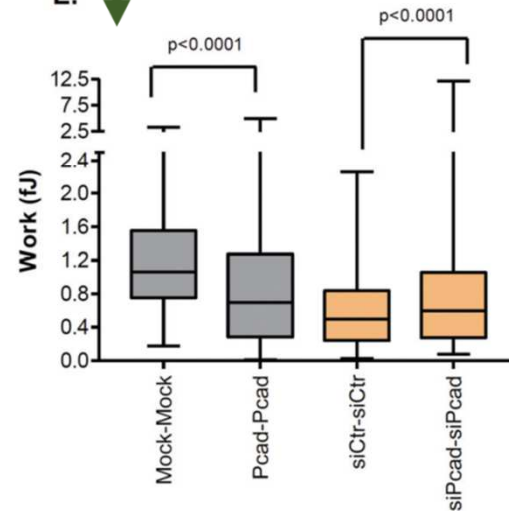 E.
p<0.0001
p<0.0001
12.5
7.5
2.5
2.4
2.0
1.6
1.2
0.8
0.4
0.0
Work (fJ)
Mock-Mock
Pcad-Pcad
siCtr-siCtr
siPcad-siPcad